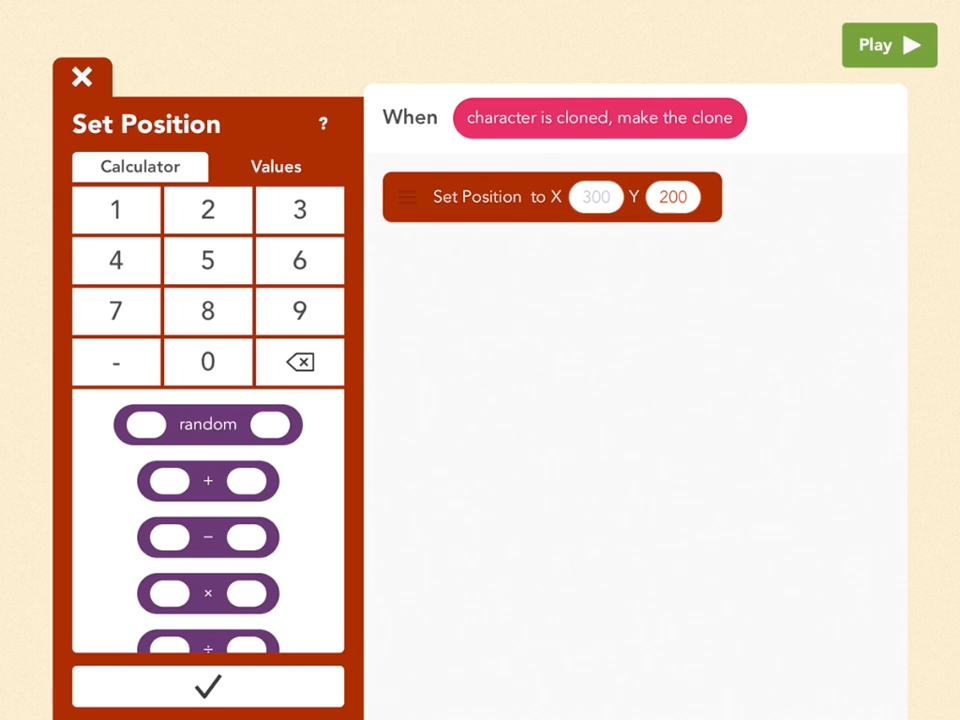 Play
When character is cloned, make the clone
Set Position ?
Calculator Values
Set Position to X 300 Y 200
1 2 3
4 5 6
7 8 9
- 0
random
+
−
×
÷